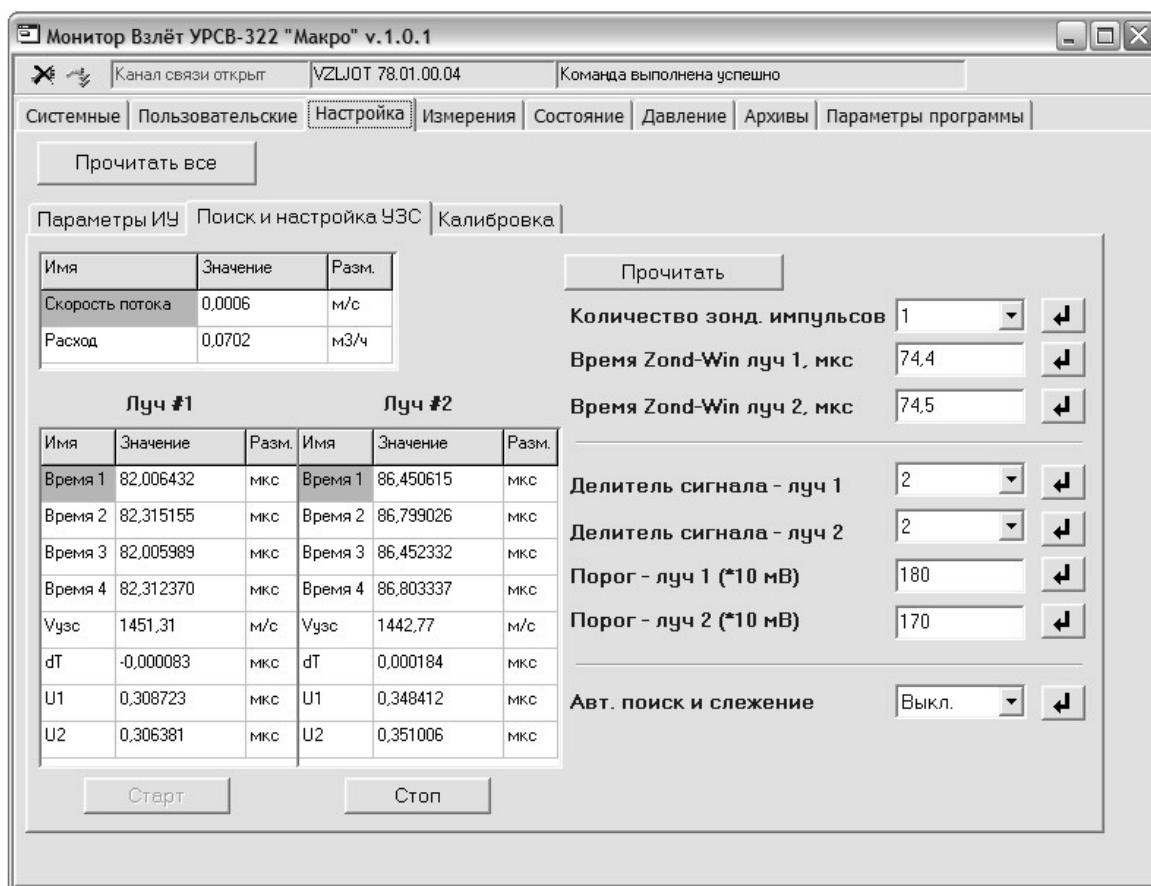 Монитор Взлёт УРСВ-322 "Макро" v.1.0.1
Канал связи открыт VZLJOT 78.01.00.04 Команда выполнена успешно
Системные Пользовательские Настройка Измерения Состояние Давление Архивы Параметры программы
Прочитать все
Параметры ИУ Поиск и настройка УЗС Калибровка
Имя Значение Разм.
Скорость потока 0,0006 м/с
Расход 0,0702 м3/ч
Луч #1 Луч #2
Имя Значение Разм. Имя Значение Разм.
Время 1 82,006432 мкс Время 1 86,450615 мкс
Время 2 82,315155 мкс Время 2 86,799026 мкс
Время 3 82,005989 мкс Время 3 86,452332 мкс
Время 4 82,312370 мкс Время 4 86,803337 мкс
Vузс 1451,31 м/с Vузс 1442,77 м/с
dT -0,000083 мкс dT 0,000184 мкс
U1 0,308723 мкс U1 0,348412 мкс
U2 0,306381 мкс U2 0,351006 мкс
Старт Стоп
Прочитать
Количество зонд. импульсов 1
Время Zond-Win луч 1, мкс 74,4
Время Zond-Win луч 2, мкс 74,5
Делитель сигнала - луч 1 2
Делитель сигнала - луч 2 2
Порог - луч 1 (*10 мВ) 180
Порог - луч 2 (*10 мВ) 170
Авт. поиск и слежение Выкл.